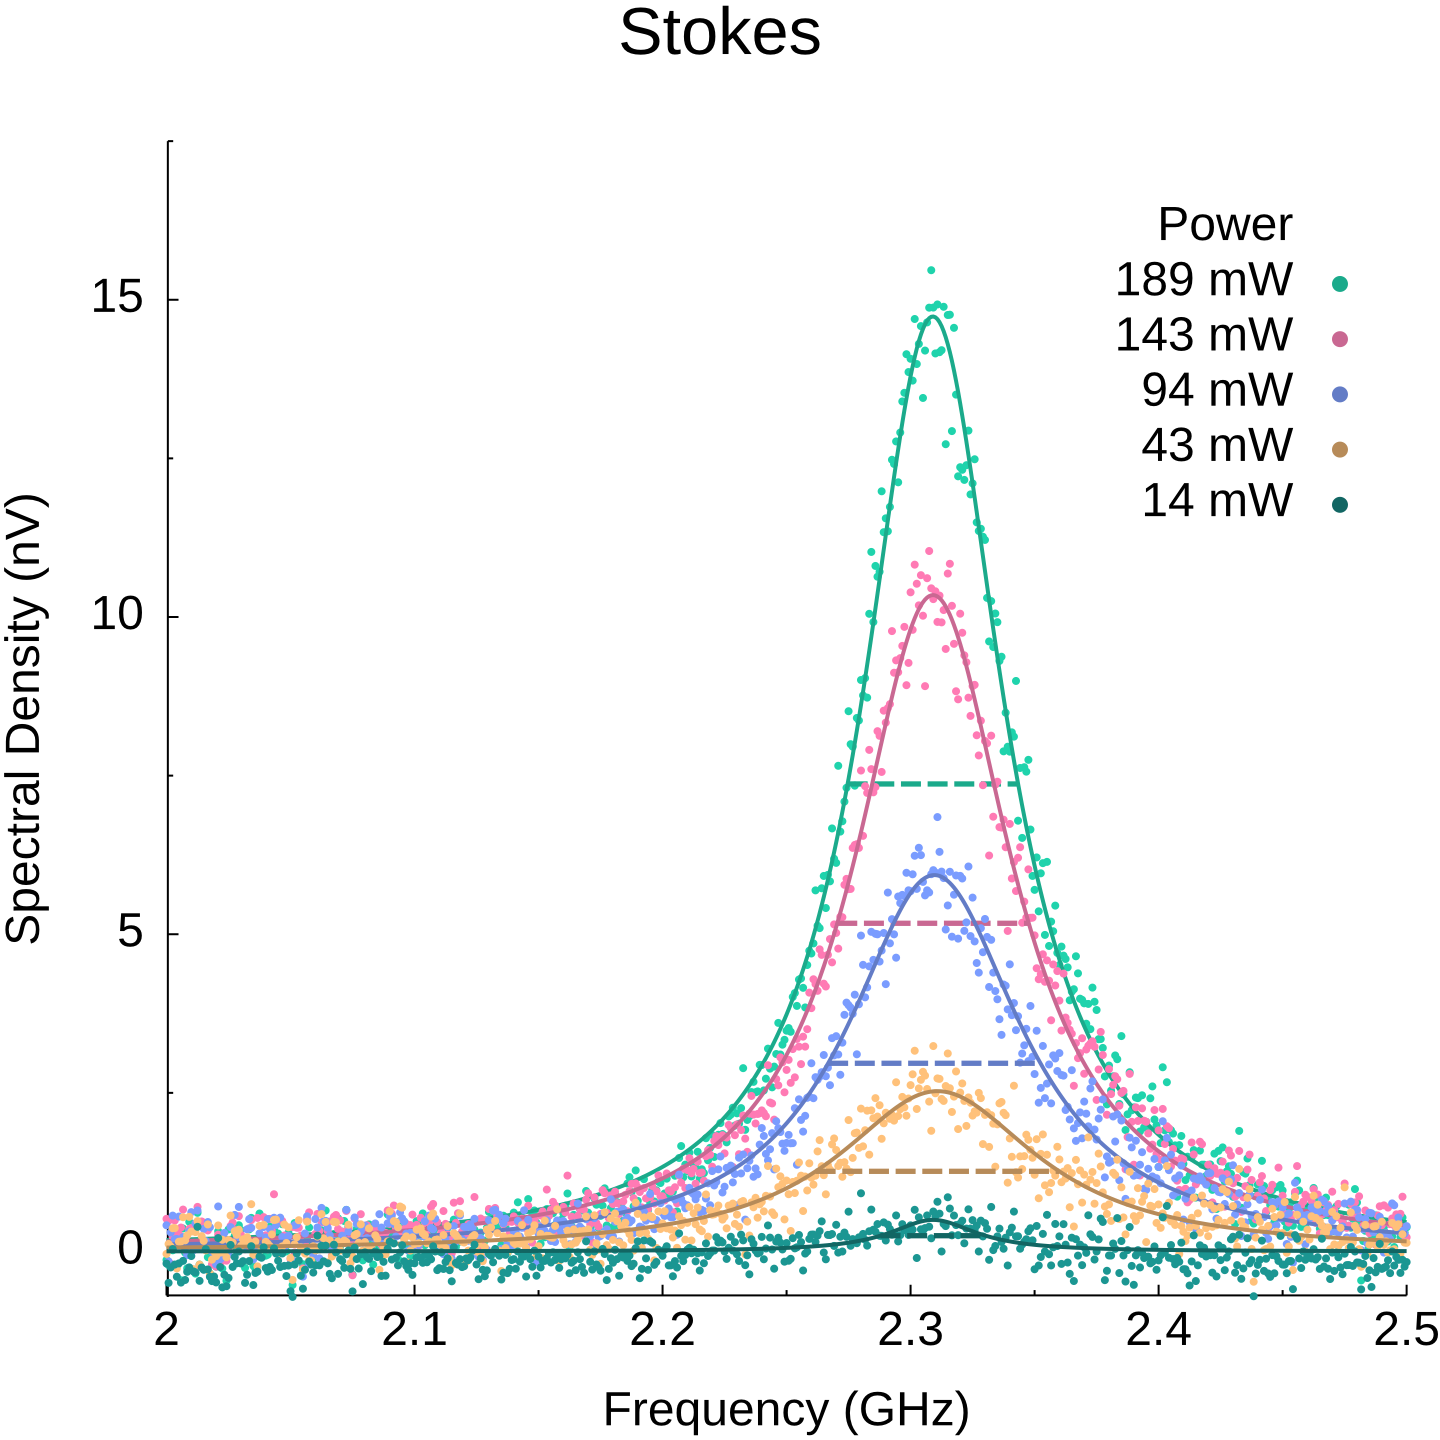 Stokes
Power
189 mW
143 mW
94 mW
43 mW
14 mW
15
10
5
0
Spectral Density (nV)
2
2.1
2.2
2.3
2.4
2.5
Frequency (GHz)